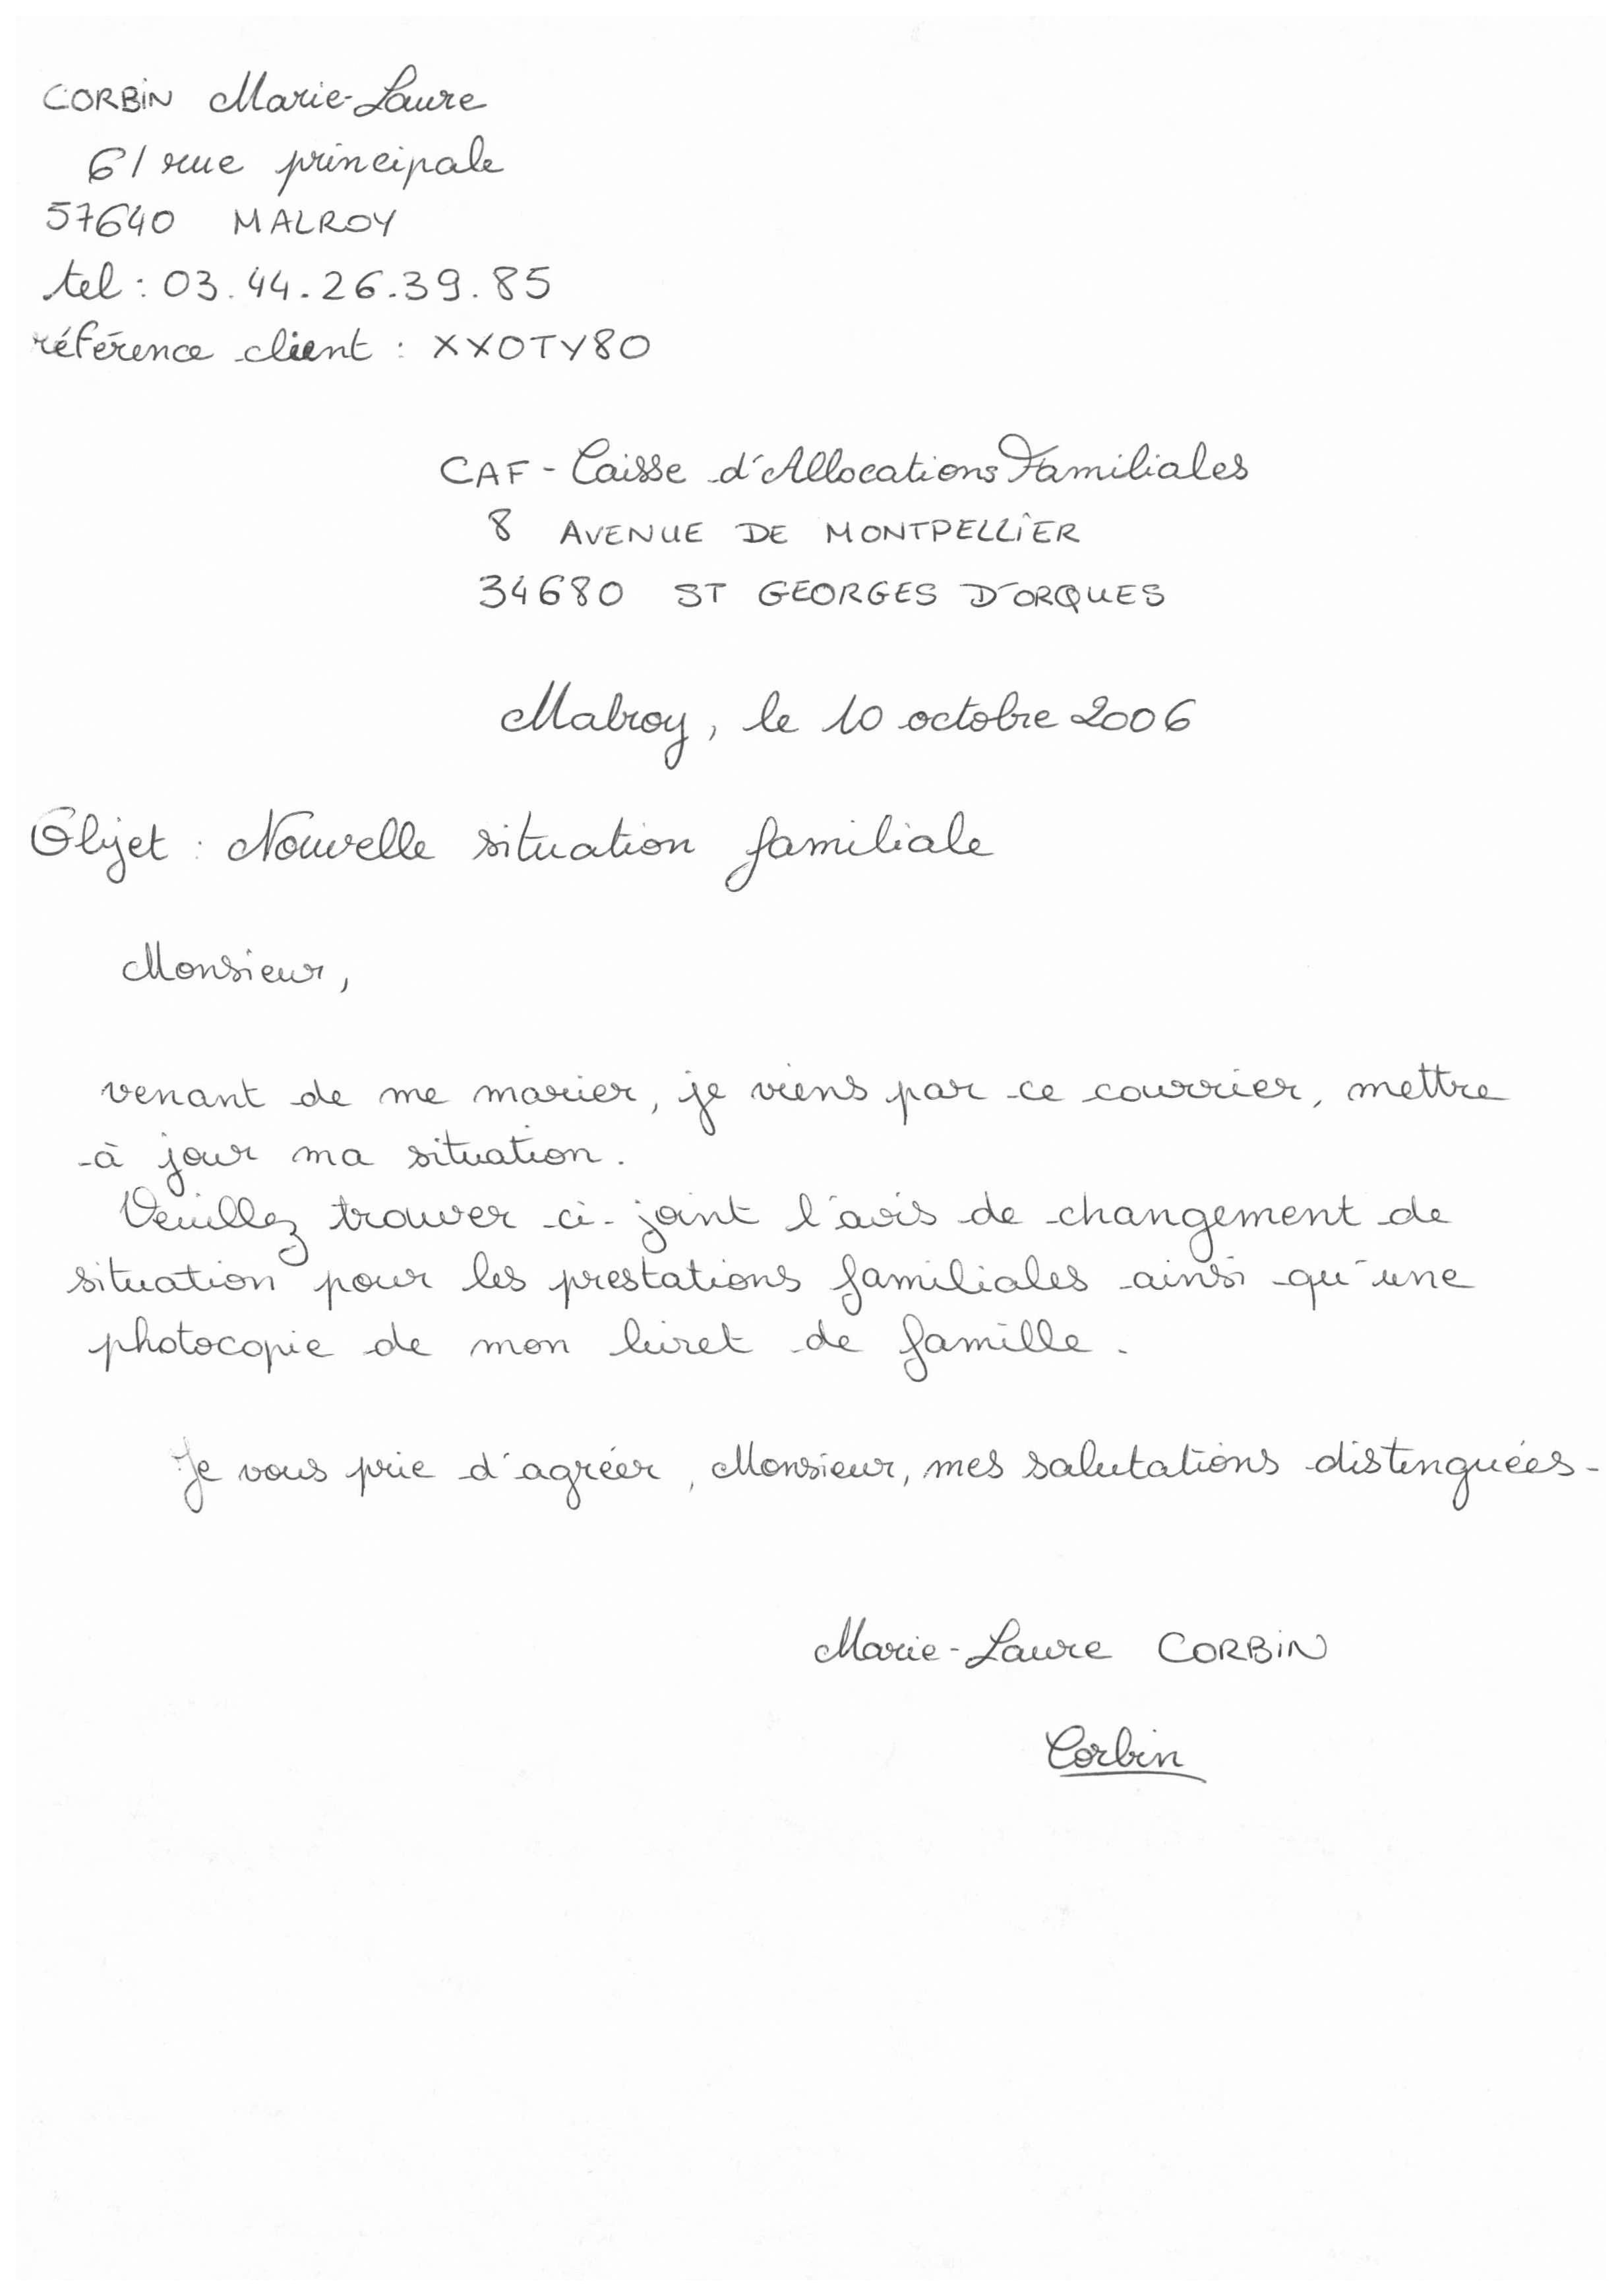 CORBIN Marie-Laure
61 rue principale
57640 MALROY
tel : 03.44.26.39.85
référence client : XXOTY80
CAF - Caisse d'Allocations Familiales
8 AVENUE DE MONTPELLIER
34680 ST GEORGES D'ORQUES
Malroy, le 10 octobre 2006
Objet : Nouvelle situation familiale
Monsieur,
venant de me marier, je viens par ce courrier, mettre
à jour ma situation.
Veuillez trouver ci-joint l'avis de changement de
situation pour les prestations familiales ainsi qu'une
photocopie de mon livret de famille.
Je vous prie d'agréer, Monsieur, mes salutations distinguées.
Marie-Laure CORBIN
Corbin